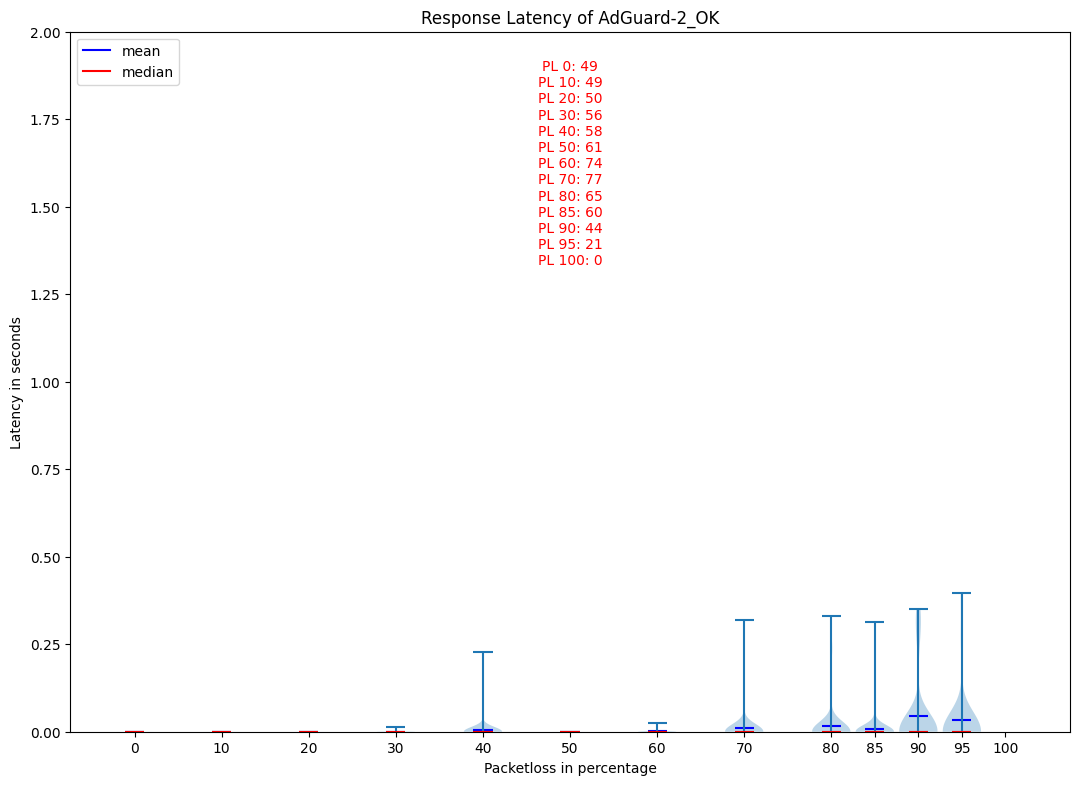 Response Latency of AdGuard-2_OK
mean
median
PL 0: 49
PL 10: 49
PL 20: 50
PL 30: 56
PL 40: 58
PL 50: 61
PL 60: 74
PL 70: 77
PL 80: 65
PL 85: 60
PL 90: 44
PL 95: 21
PL 100: 0
Latency in seconds
2.00
1.75
1.50
1.25
1.00
0.75
0.50
0.25
0.00
0 10 20 30 40 50 60 70 80 85 90 95 100
Packetloss in percentage